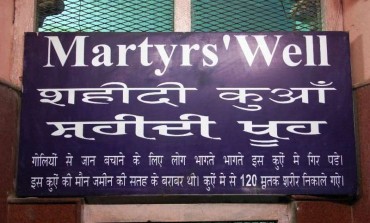 Martyrs' Well
शहीदी कुआँ
ਸ਼ਹੀਦੀ ਖੂਹ
गोलियों से जान बचाने के लिए लोग भागते भागते इस कुऐं मे गिर पड़े।
इस कुऐं की मौन जमीन की सतह के बराबर थी। कुऐं में से 120 मृतक शरीर निकाले गए।